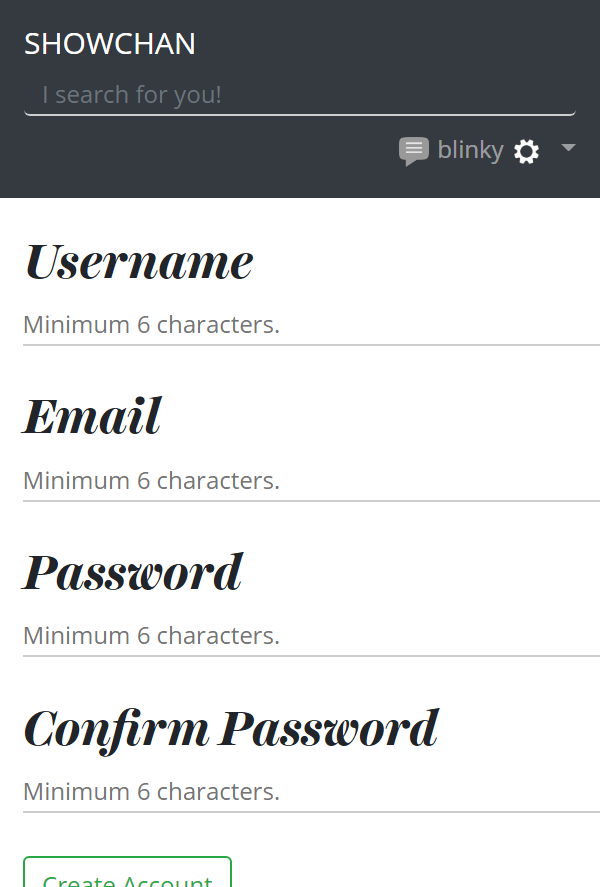 SHOWCHAN
I search for you!
blinky
Username
Minimum 6 characters.
Email
Minimum 6 characters.
Password
Minimum 6 characters.
Confirm Password
Minimum 6 characters.
Create Account